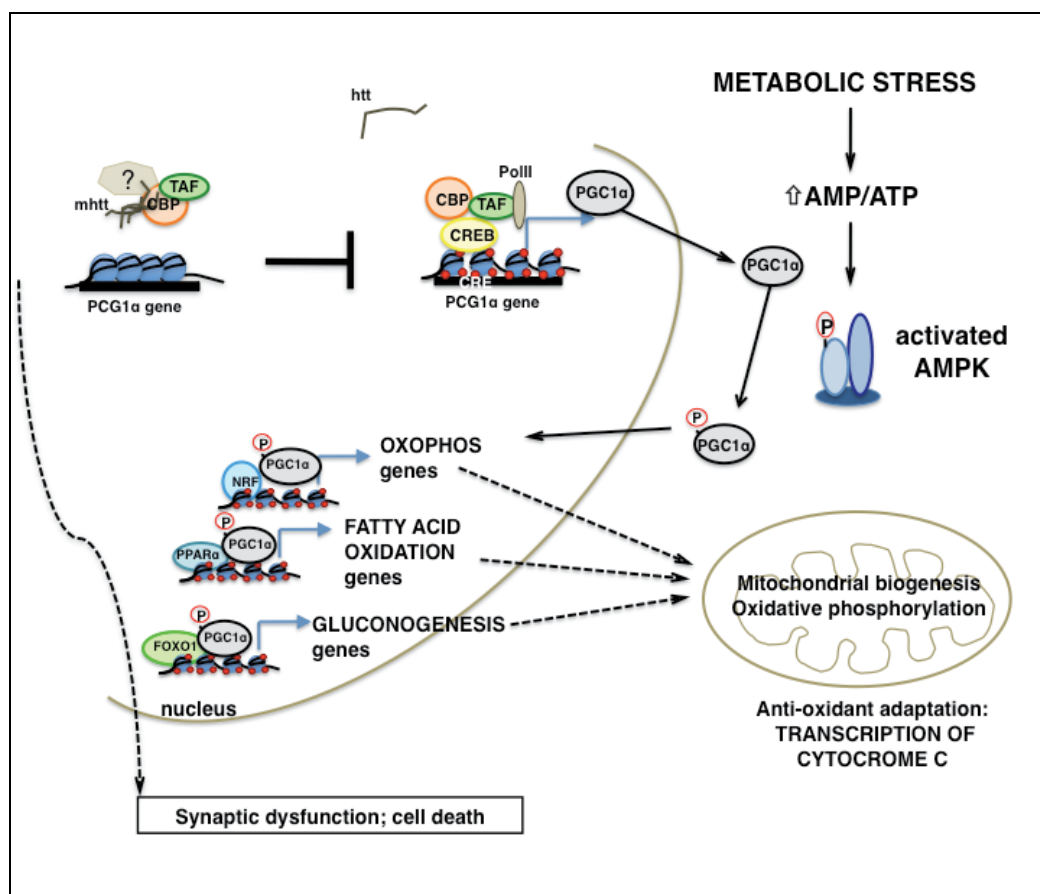 htt
METABOLIC STRESS
?
TAF
mhtt
CBP
PCG1α gene
PolII
CBP
TAF
CREB
CRE
PCG1α gene
PGC1α
⇧AMP/ATP
PGC1α
P
activated
AMPK
P
PGC1α
P
PGC1α
NRF
OXOPHOS
genes
P
PGC1α
PPARα
FATTY ACID
OXIDATION
genes
P
PGC1α
FOXO1
GLUCONOGENESIS
genes
nucleus
Mitochondrial biogenesis
Oxidative phosphorylation
Anti-oxidant adaptation:
TRANSCRIPTION OF
CYTOCROME C
Synaptic dysfunction; cell death